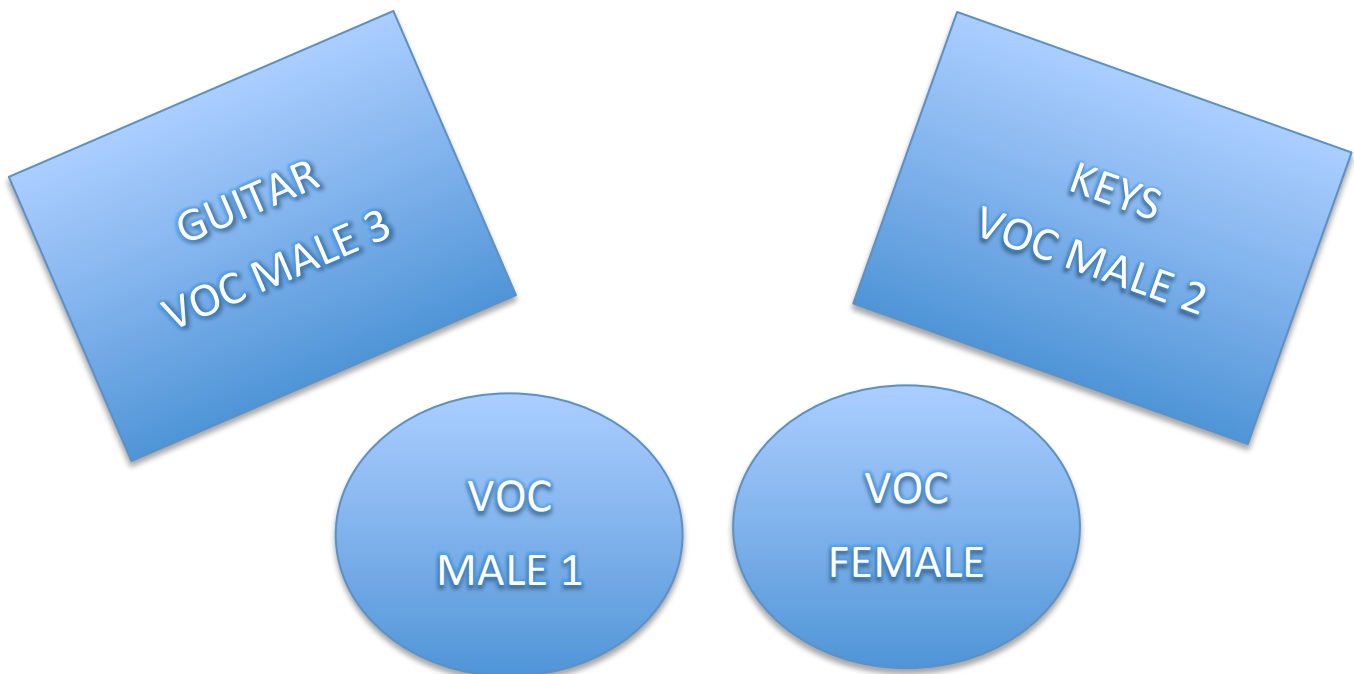 GUITAR
VOC MALE 3
KEYS
VOC MALE 2
VOC
MALE 1
VOC
FEMALE